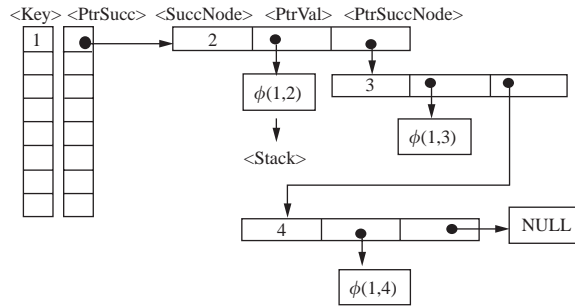 <Key> <PtrSucc> <SuccNode> <PtrVal> <PtrSuccNode>
1 2
3
ϕ(1,2)
ϕ(1,3)
<Stack>
4
NULL
ϕ(1,4)